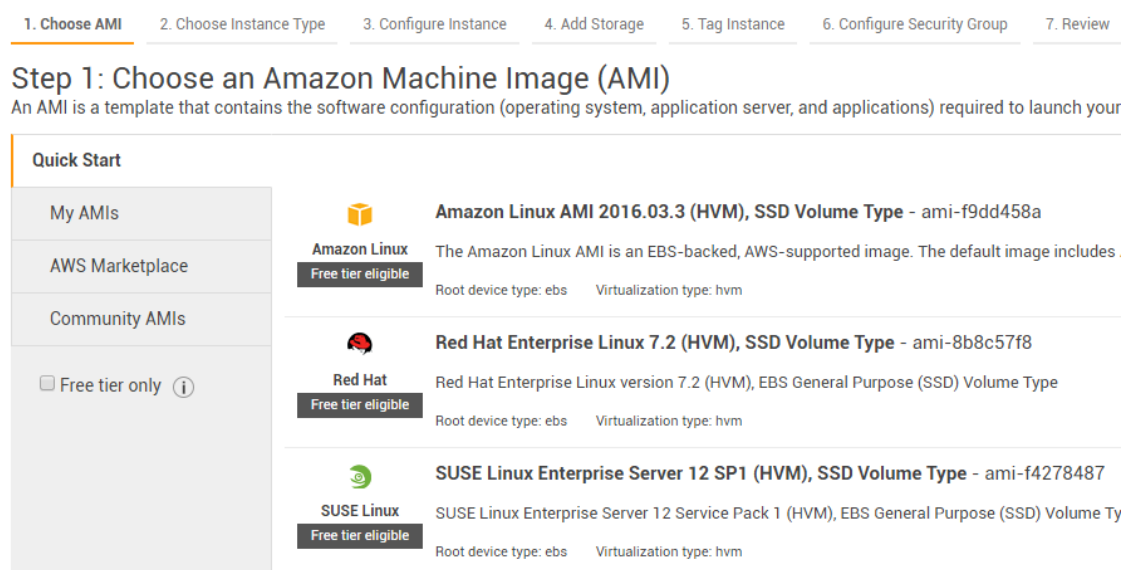 1. Choose AMI 2. Choose Instance Type 3. Configure Instance 4. Add Storage 5. Tag Instance 6. Configure Security Group 7. Review
Step 1: Choose an Amazon Machine Image (AMI)
An AMI is a template that contains the software configuration (operating system, application server, and applications) required to launch your
Quick Start
My AMIs
AWS Marketplace
Community AMIs
Free tier only i
Amazon Linux
Free tier eligible
Amazon Linux AMI 2016.03.3 (HVM), SSD Volume Type - ami-f9dd458a
The Amazon Linux AMI is an EBS-backed, AWS-supported image. The default image includes
Root device type: ebs Virtualization type: hvm
Red Hat
Free tier eligible
Red Hat Enterprise Linux 7.2 (HVM), SSD Volume Type - ami-8b8c57f8
Red Hat Enterprise Linux version 7.2 (HVM), EBS General Purpose (SSD) Volume Type
Root device type: ebs Virtualization type: hvm
SUSE Linux
Free tier eligible
SUSE Linux Enterprise Server 12 SP1 (HVM), SSD Volume Type - ami-f4278487
SUSE Linux Enterprise Server 12 Service Pack 1 (HVM), EBS General Purpose (SSD) Volume Ty
Root device type: ebs Virtualization type: hvm